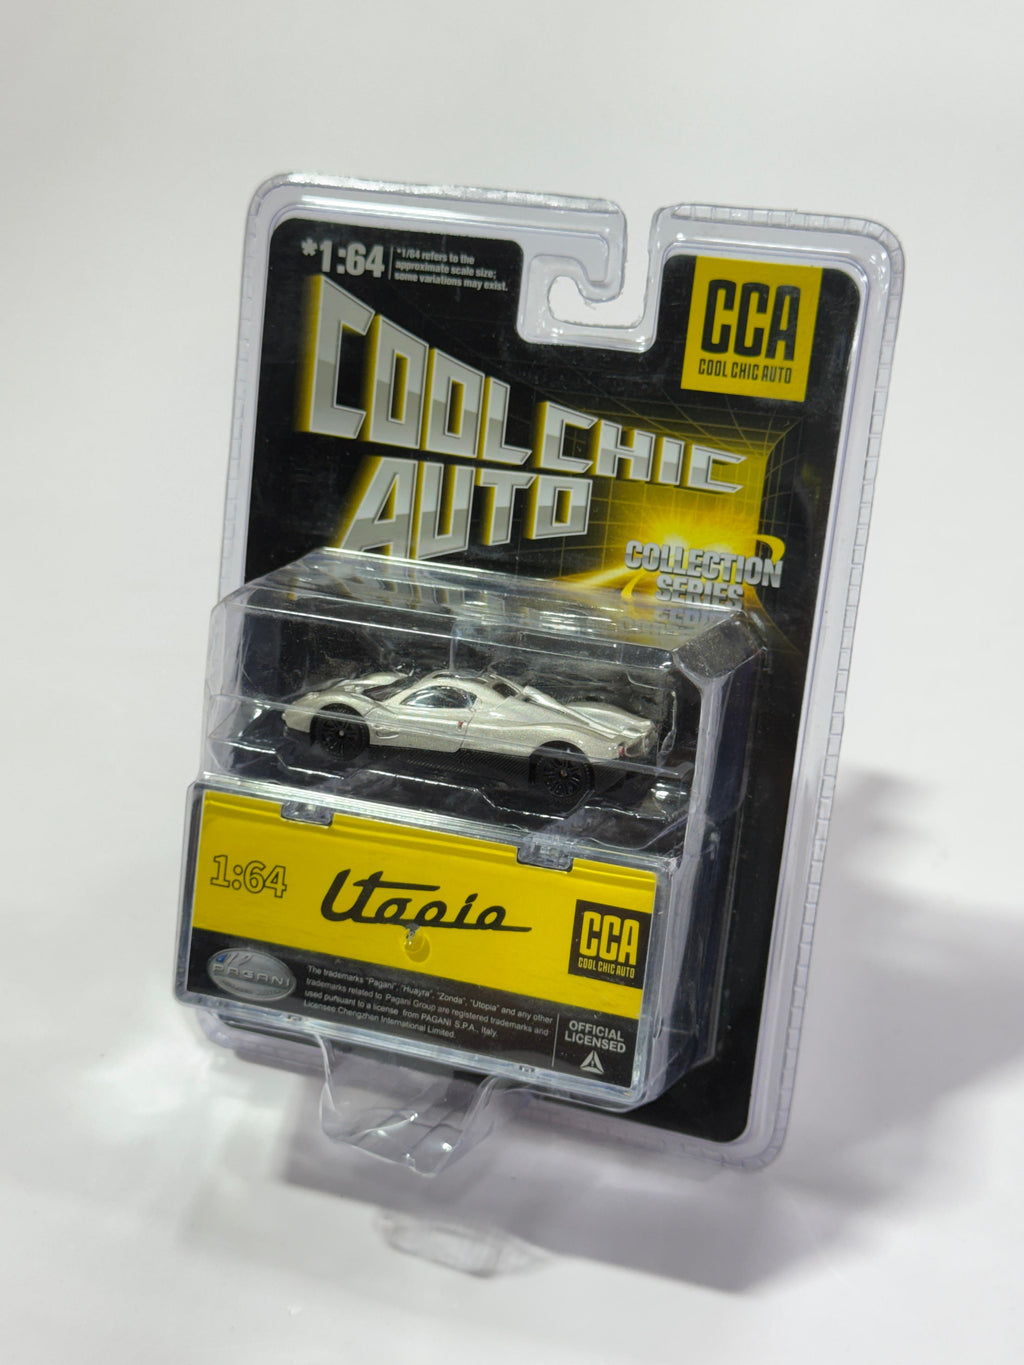 *1:64
*1/64 refers to the
approximate scale size;
some variations may exist.
CCA
COOL CHIC AUTO
COOL CHIC
AUTO
COLLECTION
SERIES
1:64
Utopia
CCA
COOL CHIC AUTO
PAGANI
The trademarks "Pagani", "Huayra", "Zonda", "Utopia" and any other
trademarks related to Pagani Group are registered trademarks and
used pursuant to a license from PAGANI S.P.A., Italy.
Licensee Chengzhen International Limited.
OFFICIAL
LICENSED